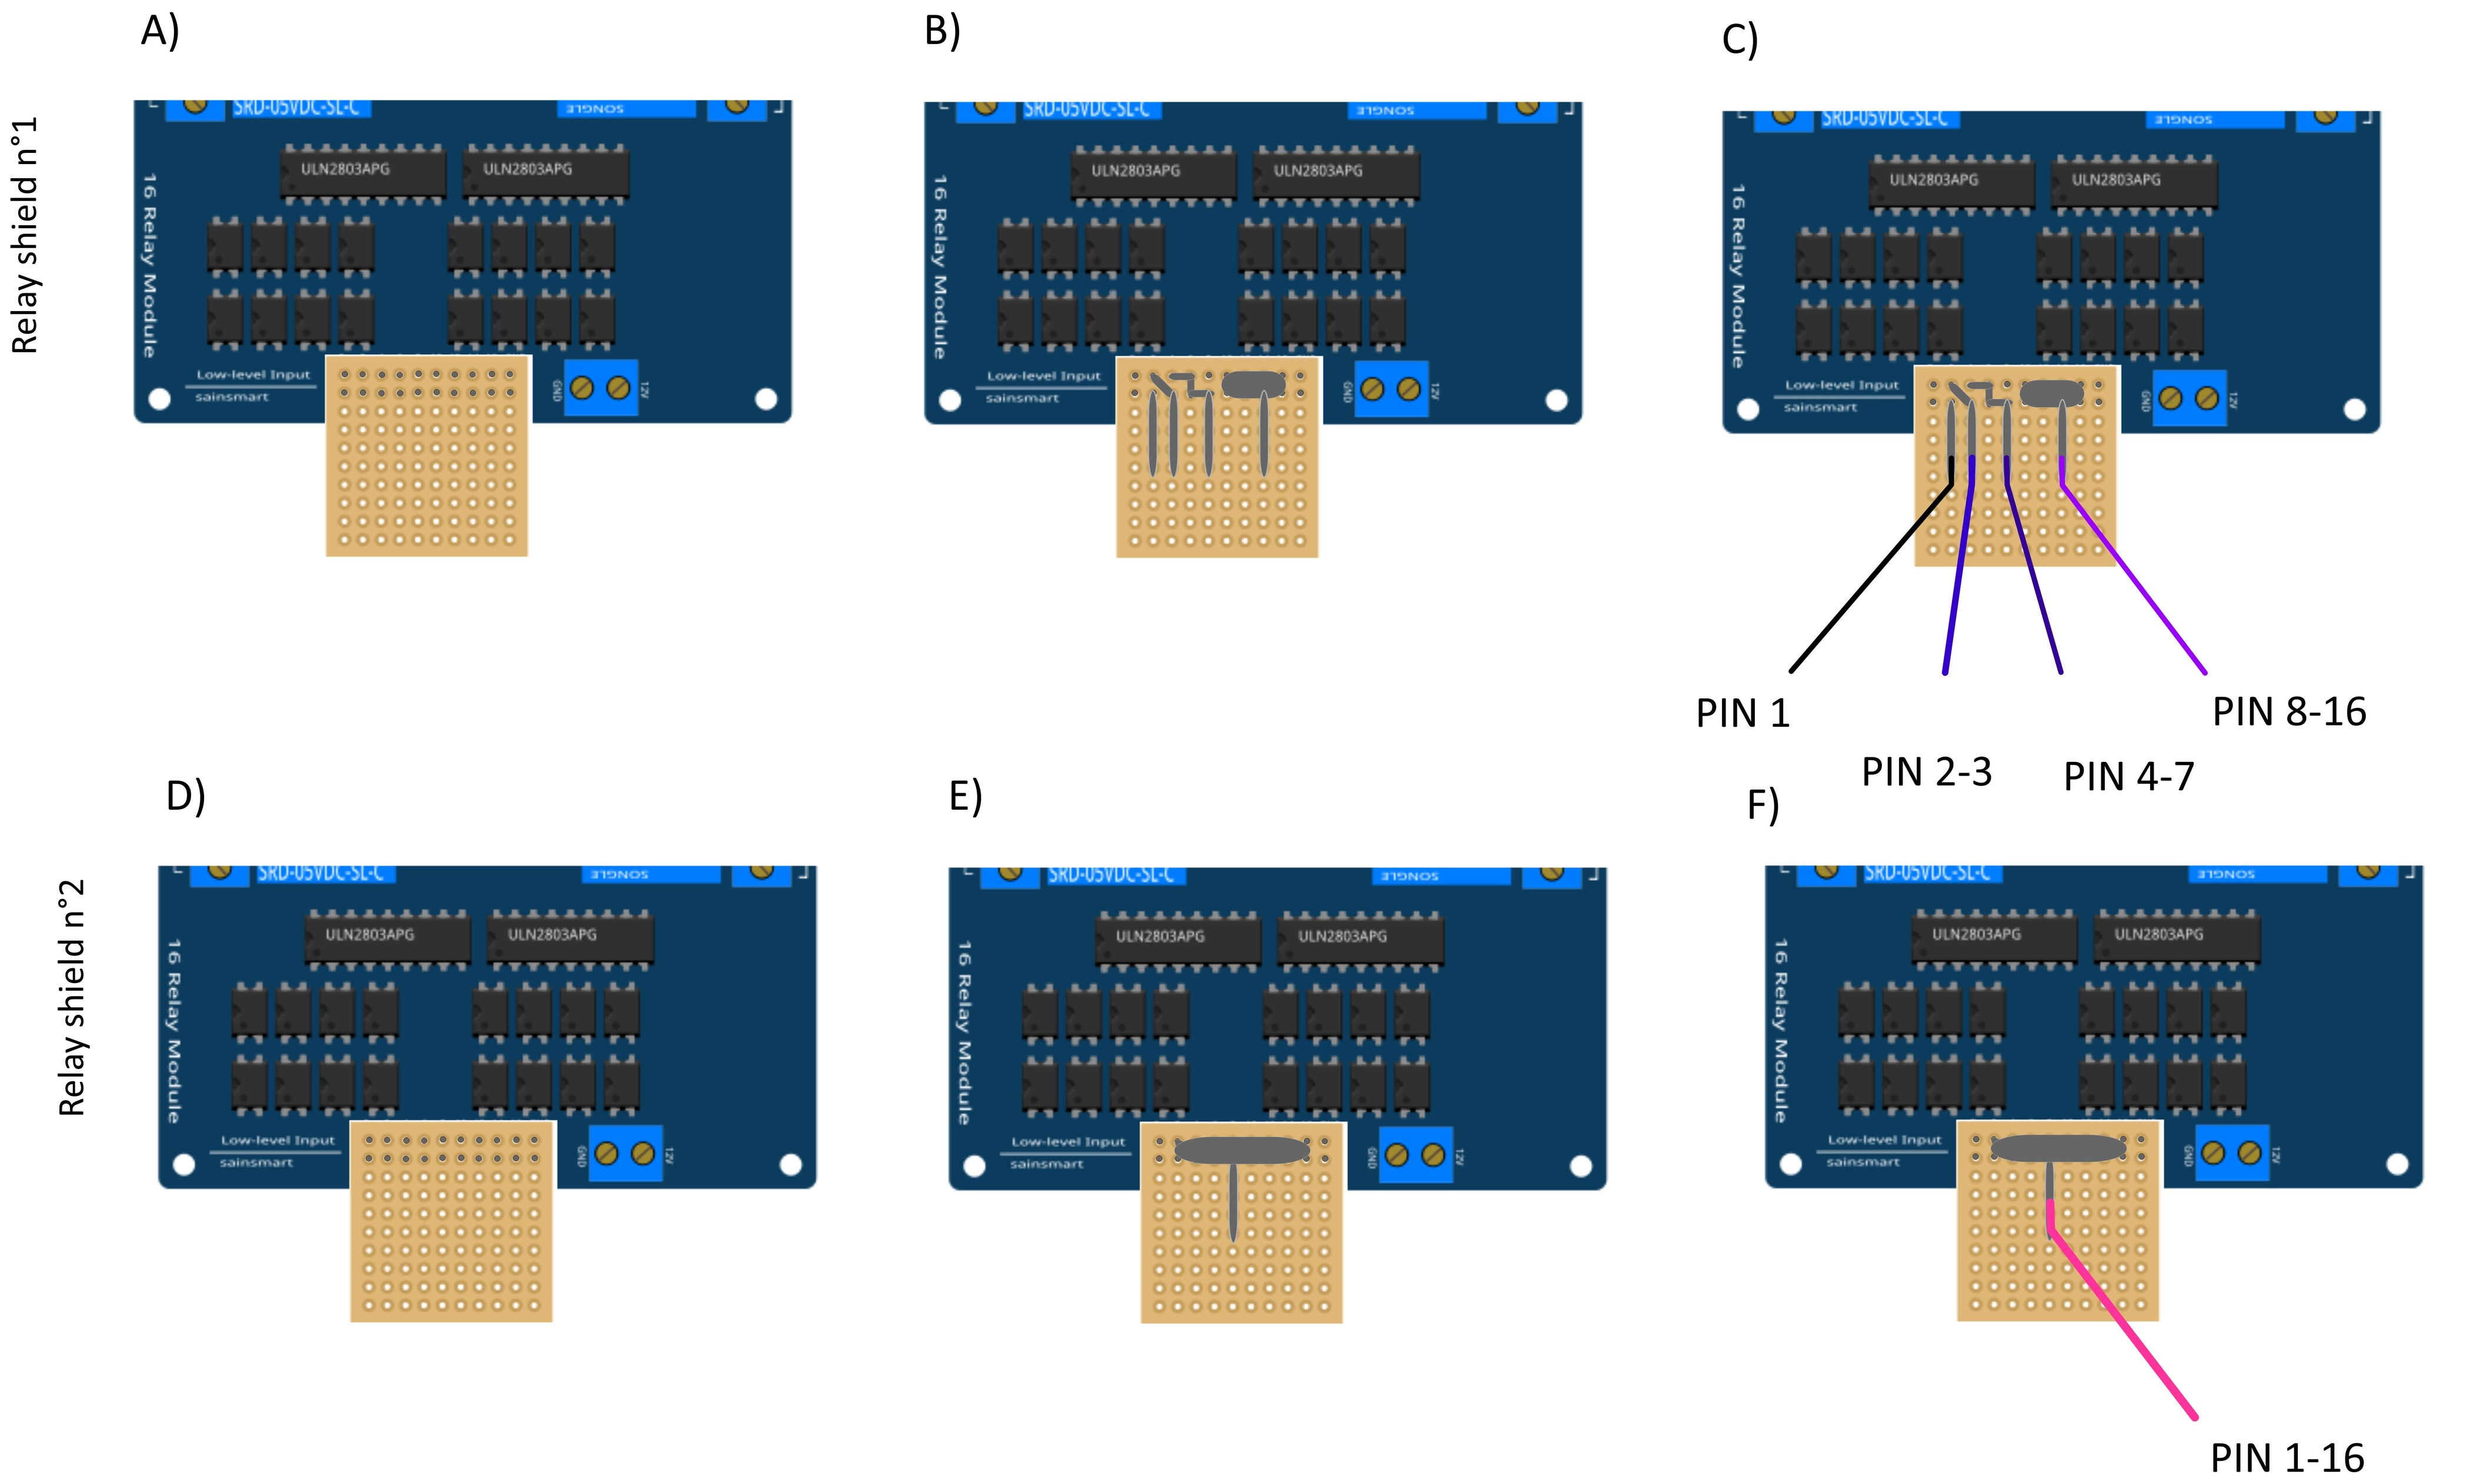 A)
B)
C)
Relay shield n°1
SRD-05VDC-SL-C
SONGLE
ULN2803APG
ULN2803APG
16 Relay Module
Low-level Input
sainsmart
GND
12V
SRD-05VDC-SL-C
SONGLE
ULN2803APG
ULN2803APG
16 Relay Module
Low-level Input
sainsmart
GND
12V
SRD-05VDC-SL-C
SONGLE
ULN2803APG
ULN2803APG
16 Relay Module
Low-level Input
sainsmart
GND
12V
PIN 1
PIN 8-16
PIN 2-3
PIN 4-7
D)
E)
F)
Relay shield n°2
SRD-05VDC-SL-C
SONGLE
ULN2803APG
ULN2803APG
16 Relay Module
Low-level Input
sainsmart
GND
12V
SRD-05VDC-SL-C
SONGLE
ULN2803APG
ULN2803APG
16 Relay Module
Low-level Input
sainsmart
GND
12V
SRD-05VDC-SL-C
SONGLE
ULN2803APG
ULN2803APG
16 Relay Module
Low-level Input
sainsmart
GND
12V
PIN 1-16